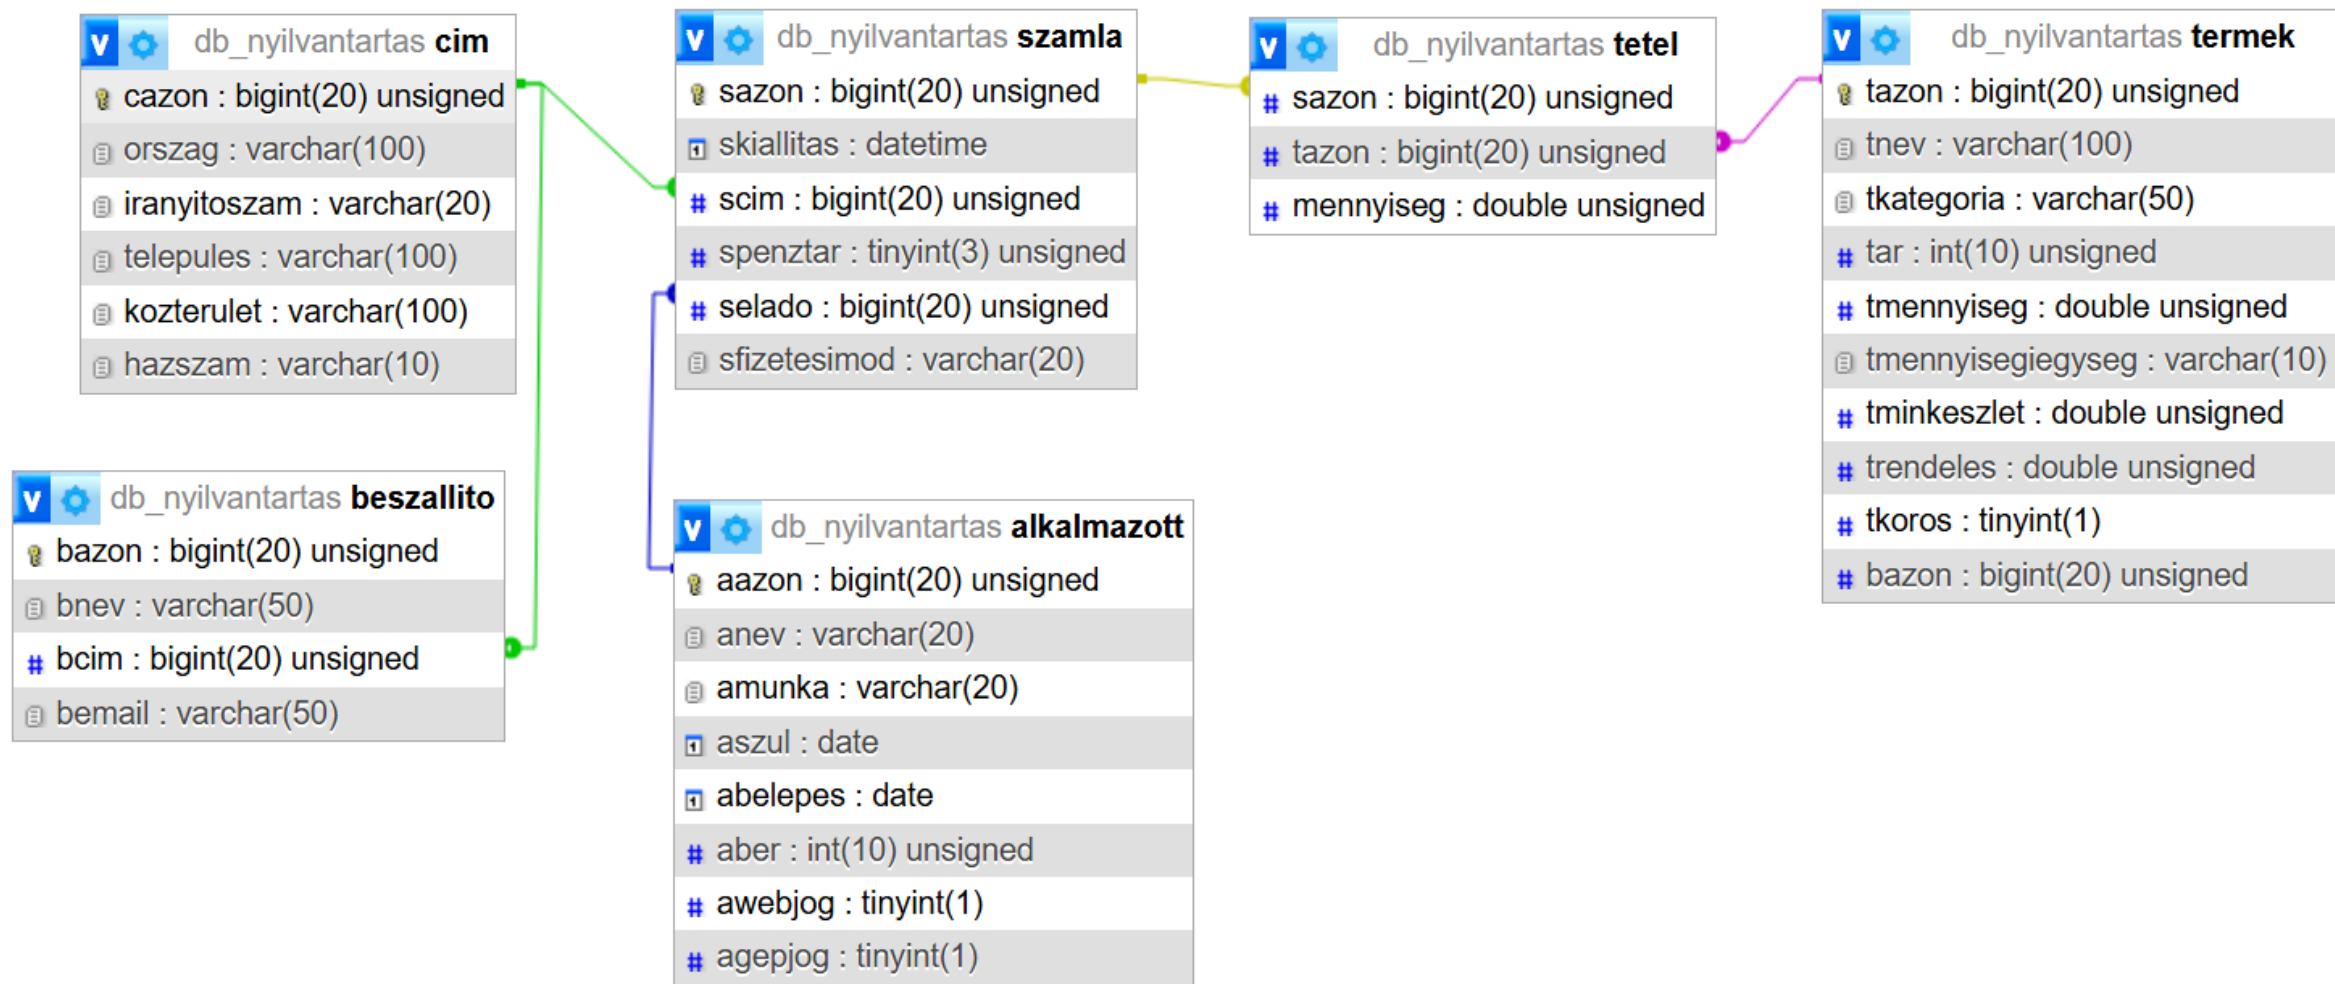 db_nyilvantartas cim
cazon : bigint(20) unsigned
orszag : varchar(100)
iranyitoszam : varchar(20)
telepules : varchar(100)
kozterulet : varchar(100)
hazszam : varchar(10)
db_nyilvantartas szamla
sazon : bigint(20) unsigned
skiallitas : datetime
scim : bigint(20) unsigned
spenztar : tinyint(3) unsigned
selado : bigint(20) unsigned
sfizetesimod : varchar(20)
db_nyilvantartas tetel
sazon : bigint(20) unsigned
tazon : bigint(20) unsigned
mennyiseg : double unsigned
db_nyilvantartas termek
tazon : bigint(20) unsigned
tnev : varchar(100)
tkategoria : varchar(50)
tar : int(10) unsigned
tmennyiseg : double unsigned
tmennyisegiegyseg : varchar(10)
tminkeszlet : double unsigned
trendeles : double unsigned
tkoros : tinyint(1)
bazon : bigint(20) unsigned
db_nyilvantartas beszallito
bazon : bigint(20) unsigned
bnev : varchar(50)
bcim : bigint(20) unsigned
bemail : varchar(50)
db_nyilvantartas alkalmazott
aazon : bigint(20) unsigned
anev : varchar(20)
amunka : varchar(20)
aszul : date
abelepes : date
aber : int(10) unsigned
awebjog : tinyint(1)
agepjog : tinyint(1)